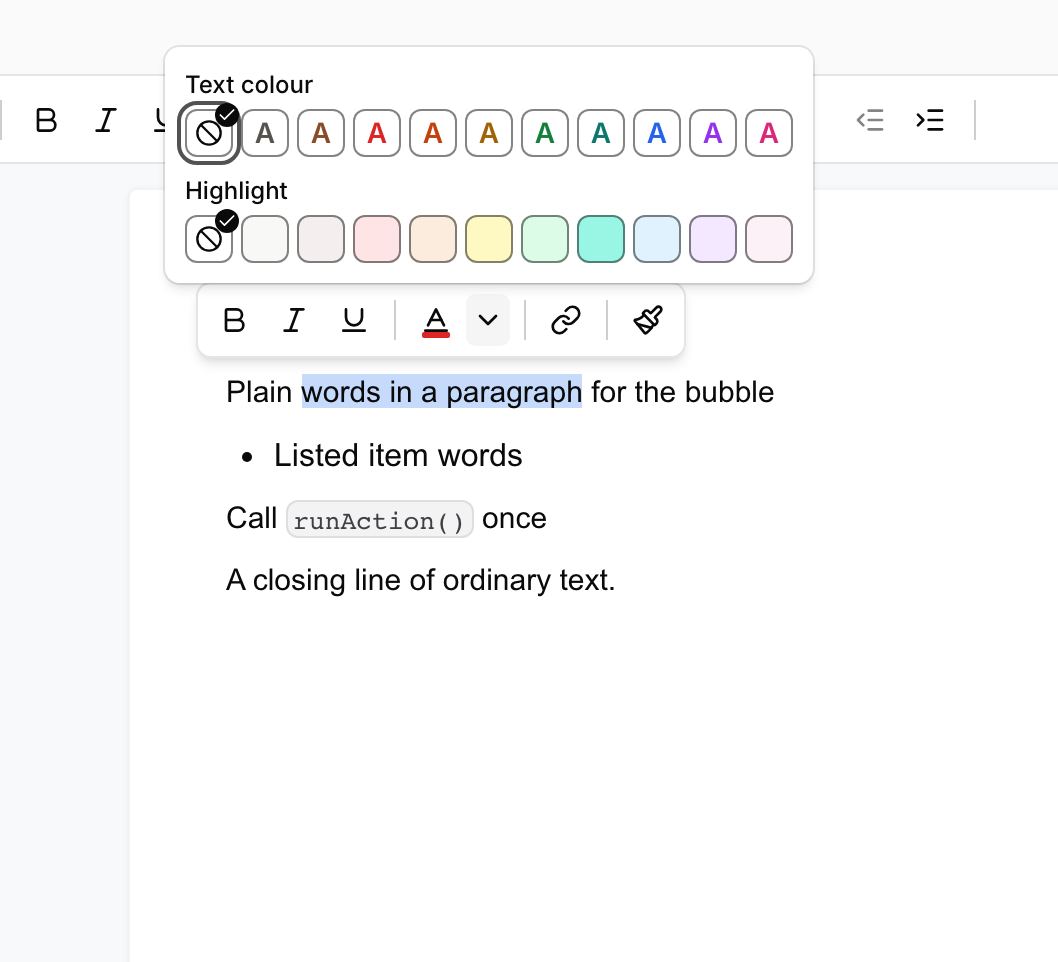 Text colour
B I U
A A A A A A A A A A
Highlight
B I U A
Plain words in a paragraph for the bubble
• Listed item words
Call runAction() once
A closing line of ordinary text.